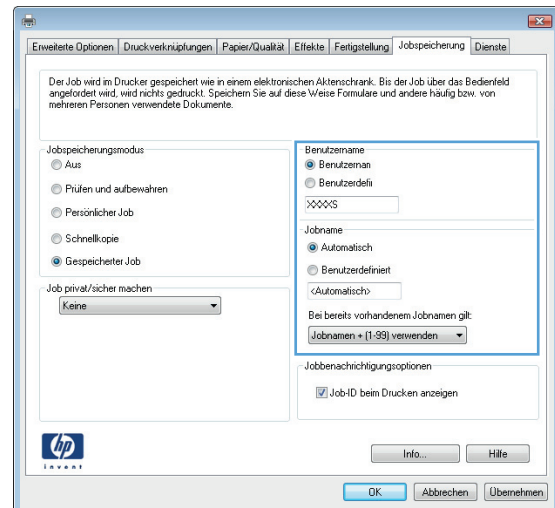 Erweiterte Optionen Druckverknüpfungen Papier/Qualität Effekte Fertigstellung Jobspeicherung Dienste
Der Job wird im Drucker gespeichert wie in einem elektronischen Aktenschrank. Bis der Job über das Bedienfeld
angefordert wird, wird nichts gedruckt. Speichern Sie auf diese Weise Formulare und andere häufig bzw. von
mehreren Personen verwendete Dokumente.
Jobspeicherungsmodus
Aus
Prüfen und aufbewahren
Persönlicher Job
Schnellkopie
Gespeicherter Job
Job privat/sicher machen
Keine
Benutzername
Benutzernan
Benutzerdefii
XXXXS
Jobname
Automatisch
Benutzerdefiniert
<Automatisch>
Bei bereits vorhandenem Jobnamen gilt:
Jobnamen + (1-99) verwenden
Jobbenachrichtigungsoptionen
Job-ID beim Drucken anzeigen
hp
invent
Info... Hilfe
OK Abbrechen Übernehmen